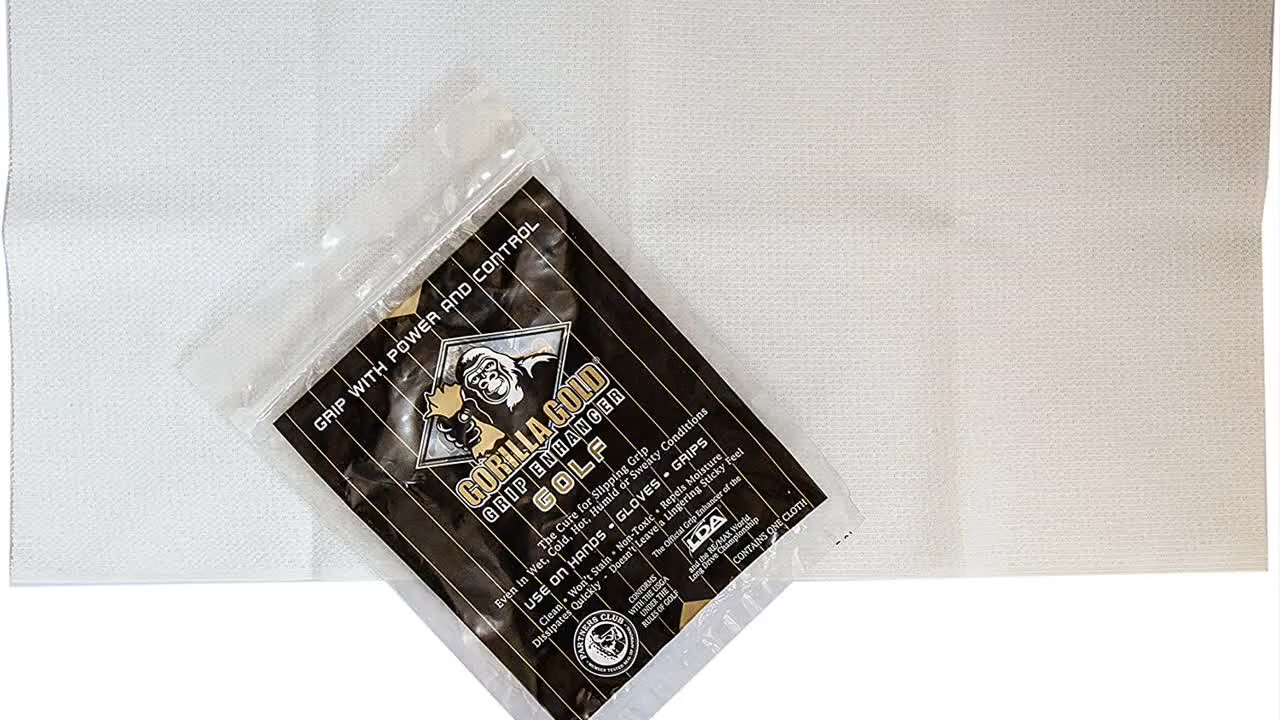 GRIP WITH POWER AND CONTROL
GORILLA GOLD®
GRIP ENHANCER
GOLF
The Cure for Slipping Grip
Even in Wet, Cold, Hot, Humid or Sweaty Conditions
USE ON HANDS • GLOVES • GRIPS
Clean • Won't Stain • Non-Toxic • Repels Moisture
Dissipates Quickly - Doesn't Leave a Lingering Sticky Feel
The Official Grip Enhancer of the
LDA
and the RE/MAX World
Long Drive Championship
CONTAINS ONE CLOTH
CONFORMS
WITH THE USGA
UNDER THE
RULES OF GOLF
PARTNERS CLUB